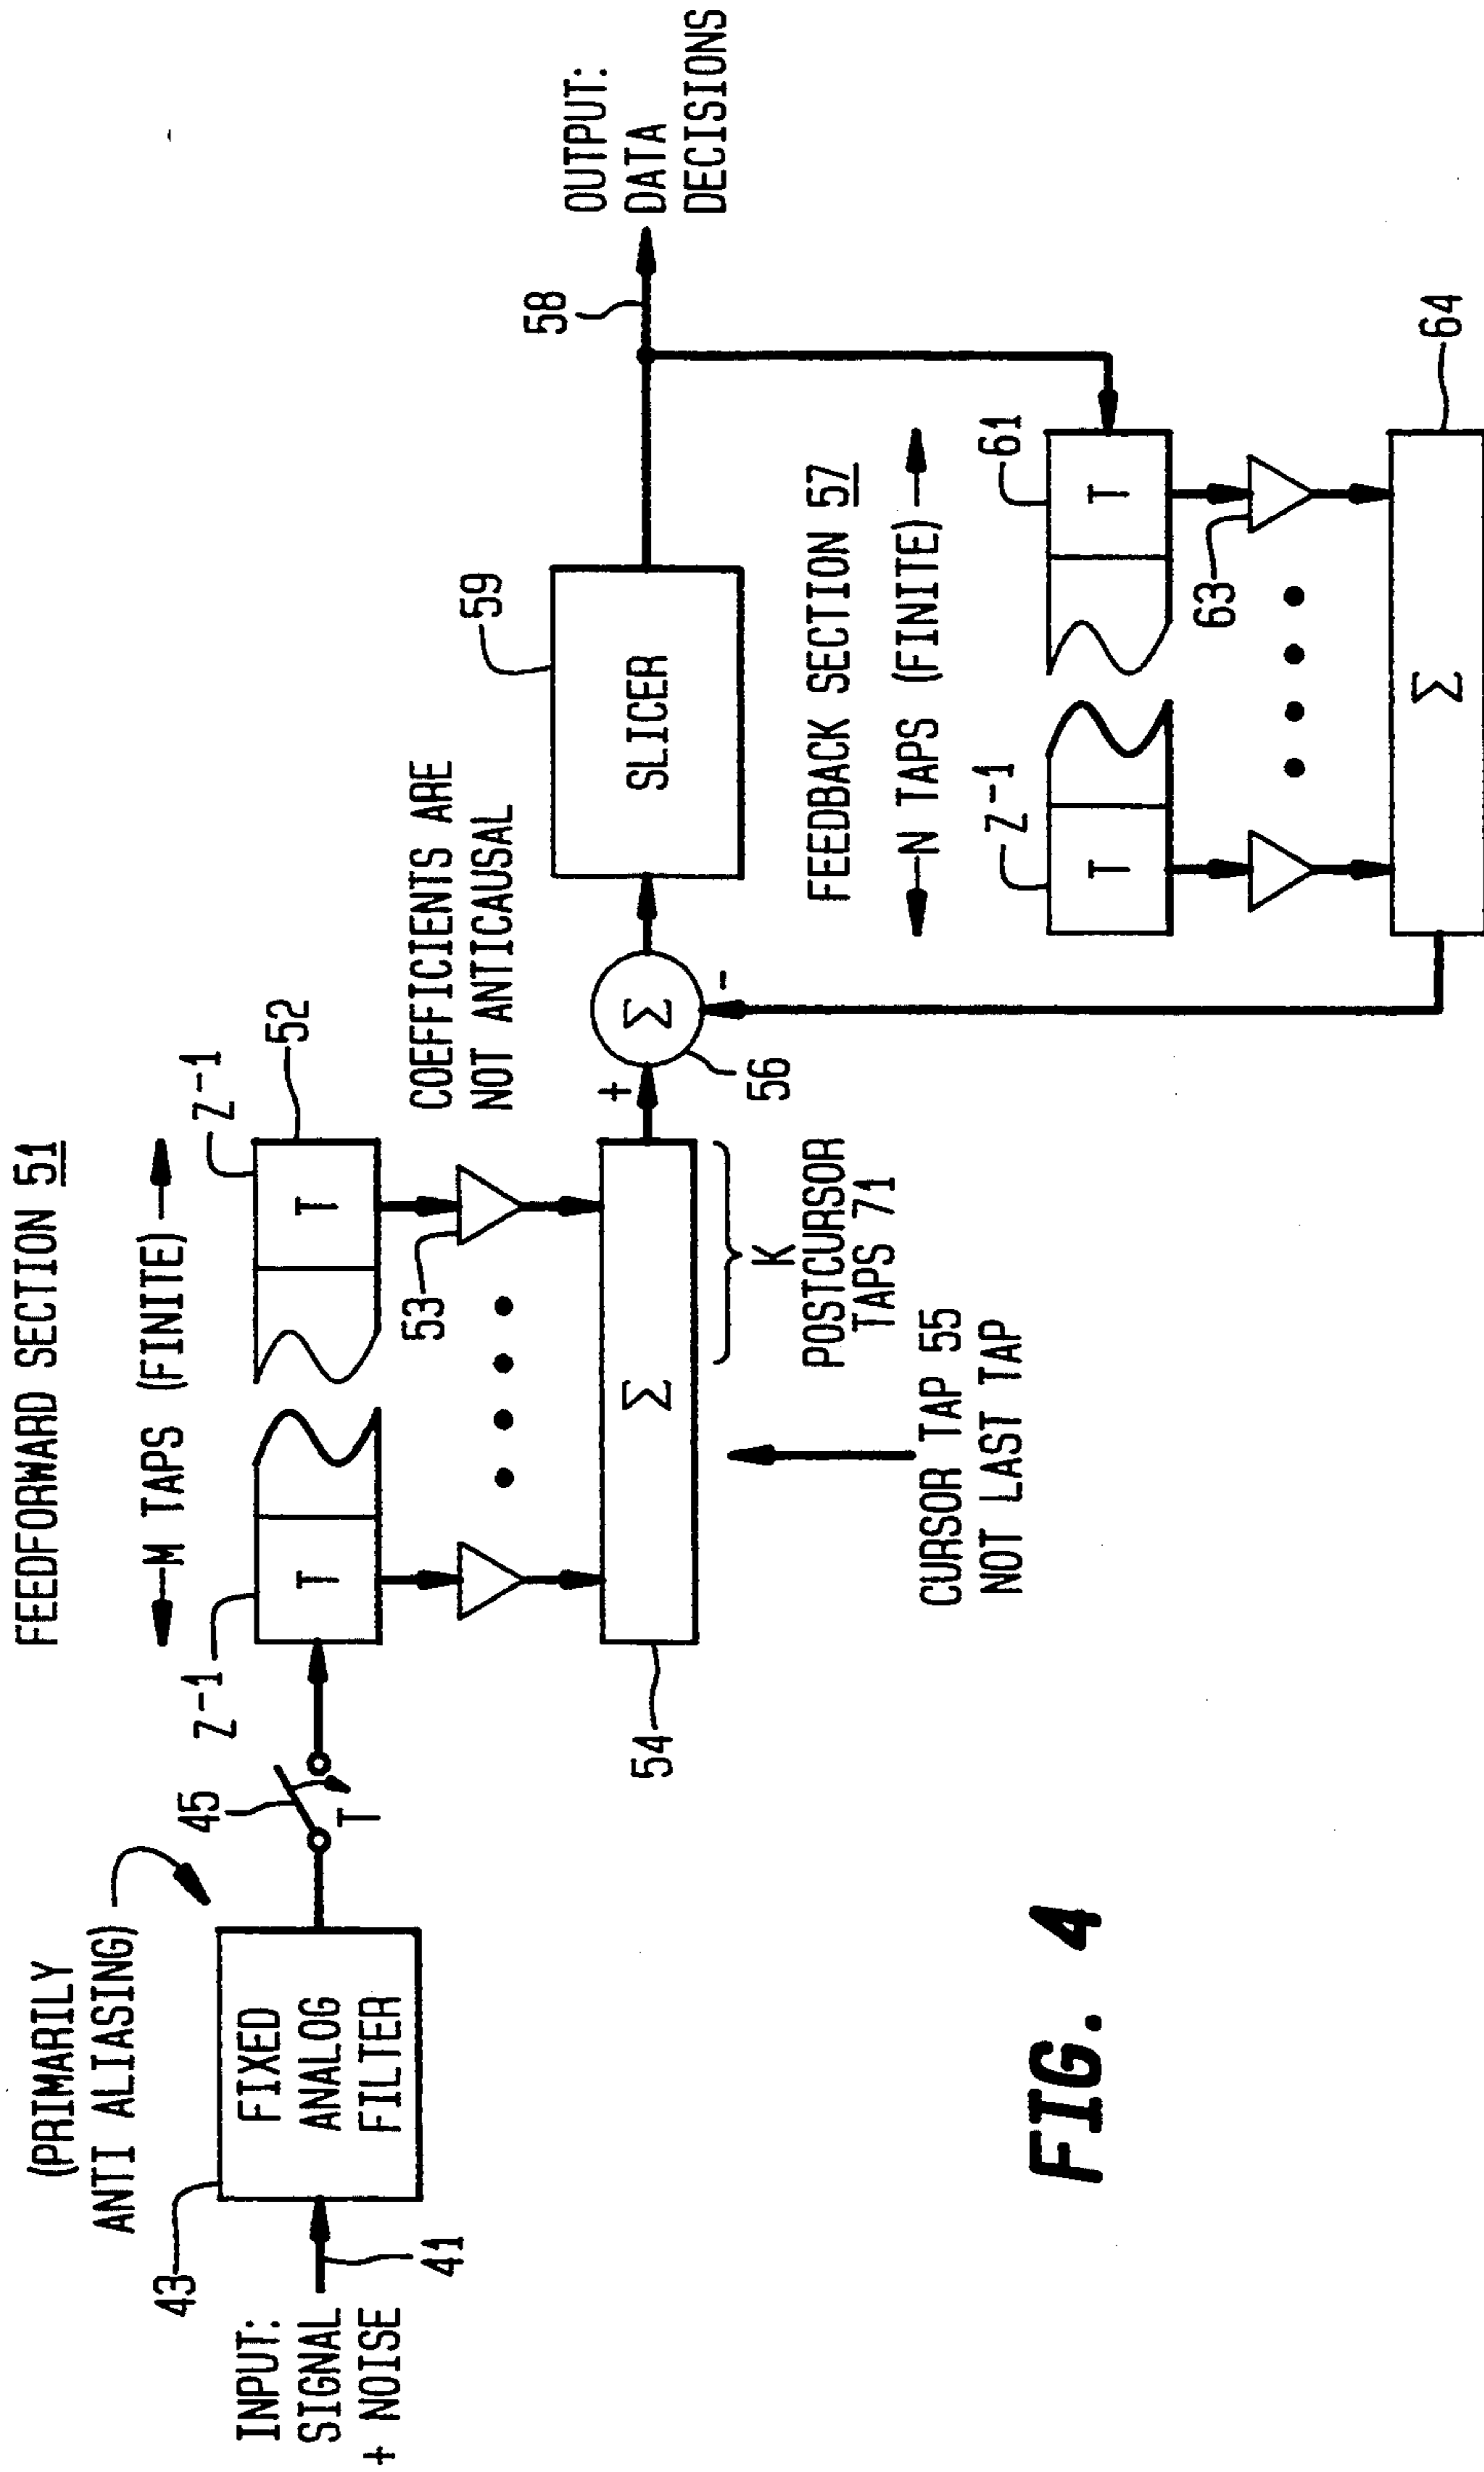 FEEDFORWARD SECTION 51
(PRIMARILY
ANTI ALIASING)
M TAPS (FINITE)
43
45
T
Z-1
Z-1
52
INPUT:
SIGNAL
+ NOISE
41
FIXED
ANALOG
FILTER
T
T
53
COEFFICIENTS ARE
NOT ANTICAUSAL
54
Σ
+
Σ
-
56
59
SLICER
58
OUTPUT:
DATA
DECISIONS
K
POSTCURSOR
TAPS 71
CURSOR TAP 55
NOT LAST TAP
FEEDBACK SECTION 57
N TAPS (FINITE)
Z-1
61
T
T
63
Σ
64
FIG. 4